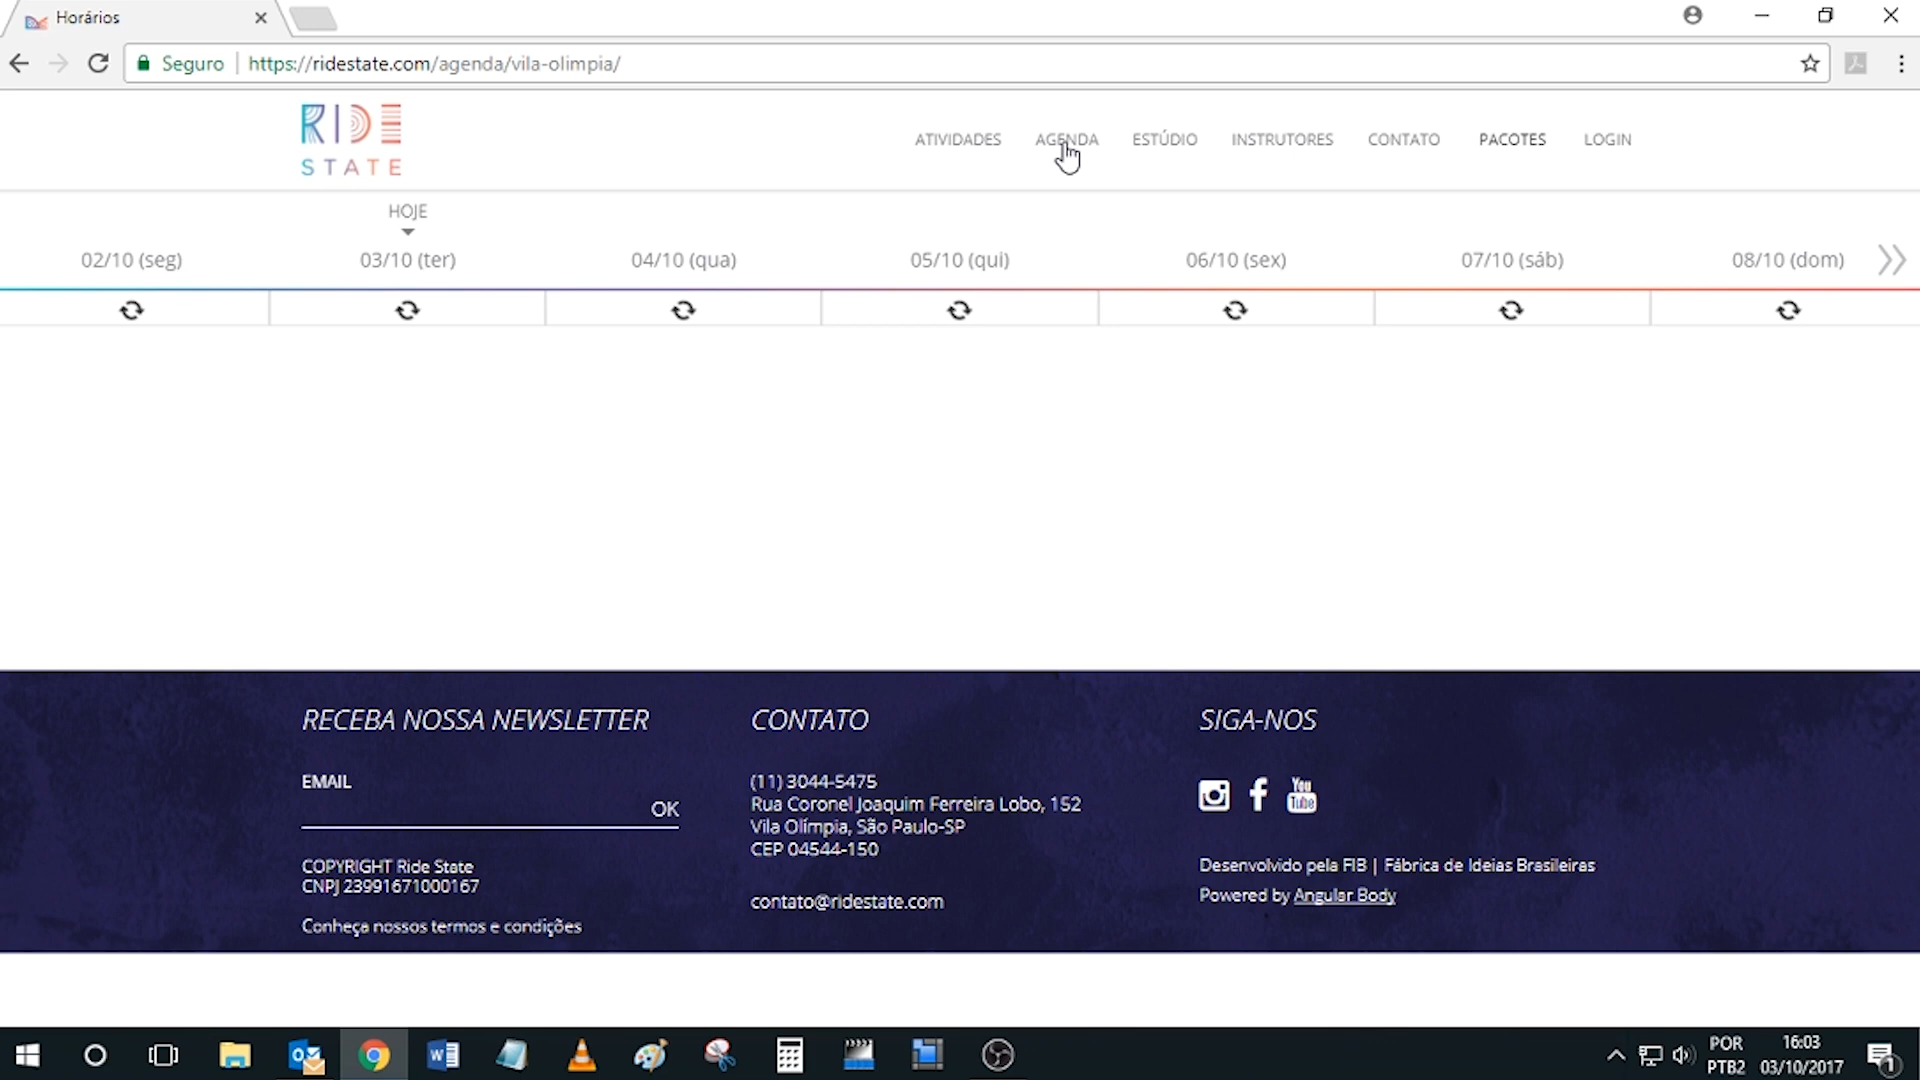 Horários
Seguro https://ridestate.com/agenda/vila-olimpia/
RIDE
STATE
ATIVIDADES AGENDA ESTÚDIO INSTRUTORES CONTATO PACOTES LOGIN
HOJE
02/10 (seg) 03/10 (ter) 04/10 (qua) 05/10 (qui) 06/10 (sex) 07/10 (sáb) 08/10 (dom)
RECEBA NOSSA NEWSLETTER
EMAIL
OK
COPYRIGHT Ride State
CNPJ 23991671000167
Conheça nossos termos e condições
CONTATO
(11) 3044-5475
Rua Coronel Joaquim Ferreira Lobo, 152
Vila Olímpia, São Paulo-SP
CEP 04544-150
contato@ridestate.com
SIGA-NOS
You
Tube
Desenvolvido pela FIB | Fábrica de Ideias Brasileiras
Powered by Angular Body
POR
PTB2
16:03
03/10/2017
1